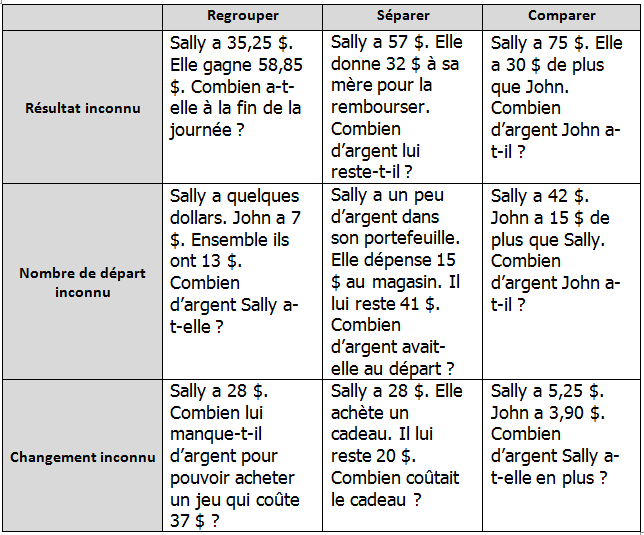 Regrouper
Séparer
Comparer
Résultat inconnu
Sally a 35,25 $.
Elle gagne 58,85
$. Combien a-t-
elle à la fin de la
journée ?
Sally a 57 $. Elle
donne 32 $ à sa
mère pour la
rembourser.
Combien
d’argent lui
reste-t-il ?
Sally a 75 $. Elle
a 30 $ de plus
que John.
Combien
d’argent John a-
t-il ?
Nombre de départ
inconnu
Sally a quelques
dollars. John a 7
$. Ensemble ils
ont 13 $.
Combien
d’argent Sally a-
t-elle ?
Sally a un peu
d’argent dans
son portefeuille.
Elle dépense 15
$ au magasin. Il
lui reste 41 $.
Combien
d’argent avait-
elle au départ ?
Sally a 42 $.
John a 15 $ de
plus que Sally.
Combien
d’argent John a-
t-il ?
Changement inconnu
Sally a 28 $.
Combien lui
manque-t-il
d’argent pour
pouvoir acheter
un jeu qui coûte
37 $ ?
Sally a 28 $. Elle
achète un
cadeau. Il lui
reste 20 $.
Combien coûtait
le cadeau ?
Sally a 5,25 $.
John a 3,90 $.
Combien
d’argent Sally a-
t-elle en plus ?